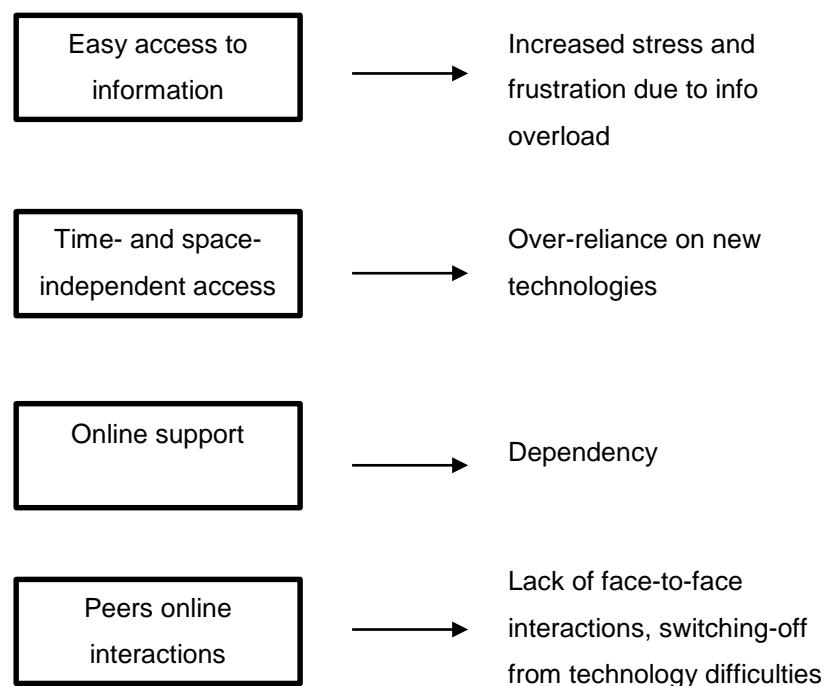 Easy access to
information
Increased stress and
frustration due to info
overload
Time- and space-
independent access
Over-reliance on new
technologies
Online support
Dependency
Peers online
interactions
Lack of face-to-face
interactions, switching-off
from technology difficulties